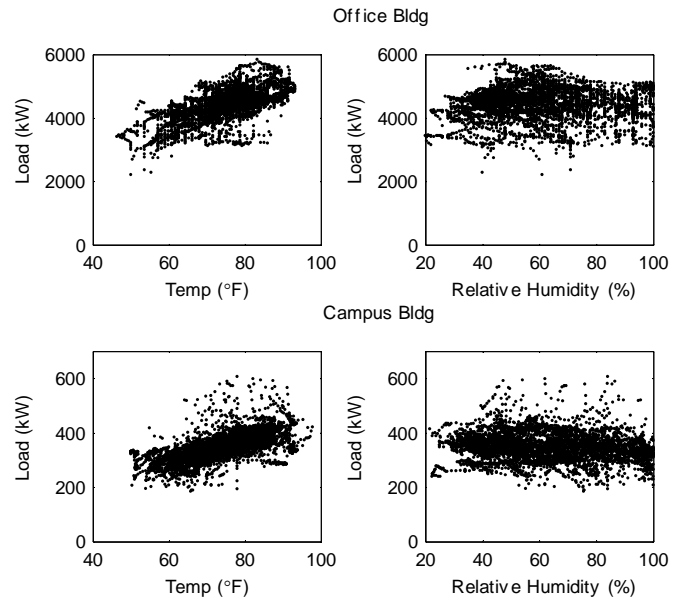 Office Bldg
6000
4000
2000
0
Load (kW)
40 60 80 100
Temp (°F)
6000
4000
2000
0
Load (kW)
20 40 60 80 100
Relative Humidity (%)
Campus Bldg
600
400
200
0
Load (kW)
40 60 80 100
Temp (°F)
600
400
200
0
Load (kW)
20 40 60 80 100
Relative Humidity (%)